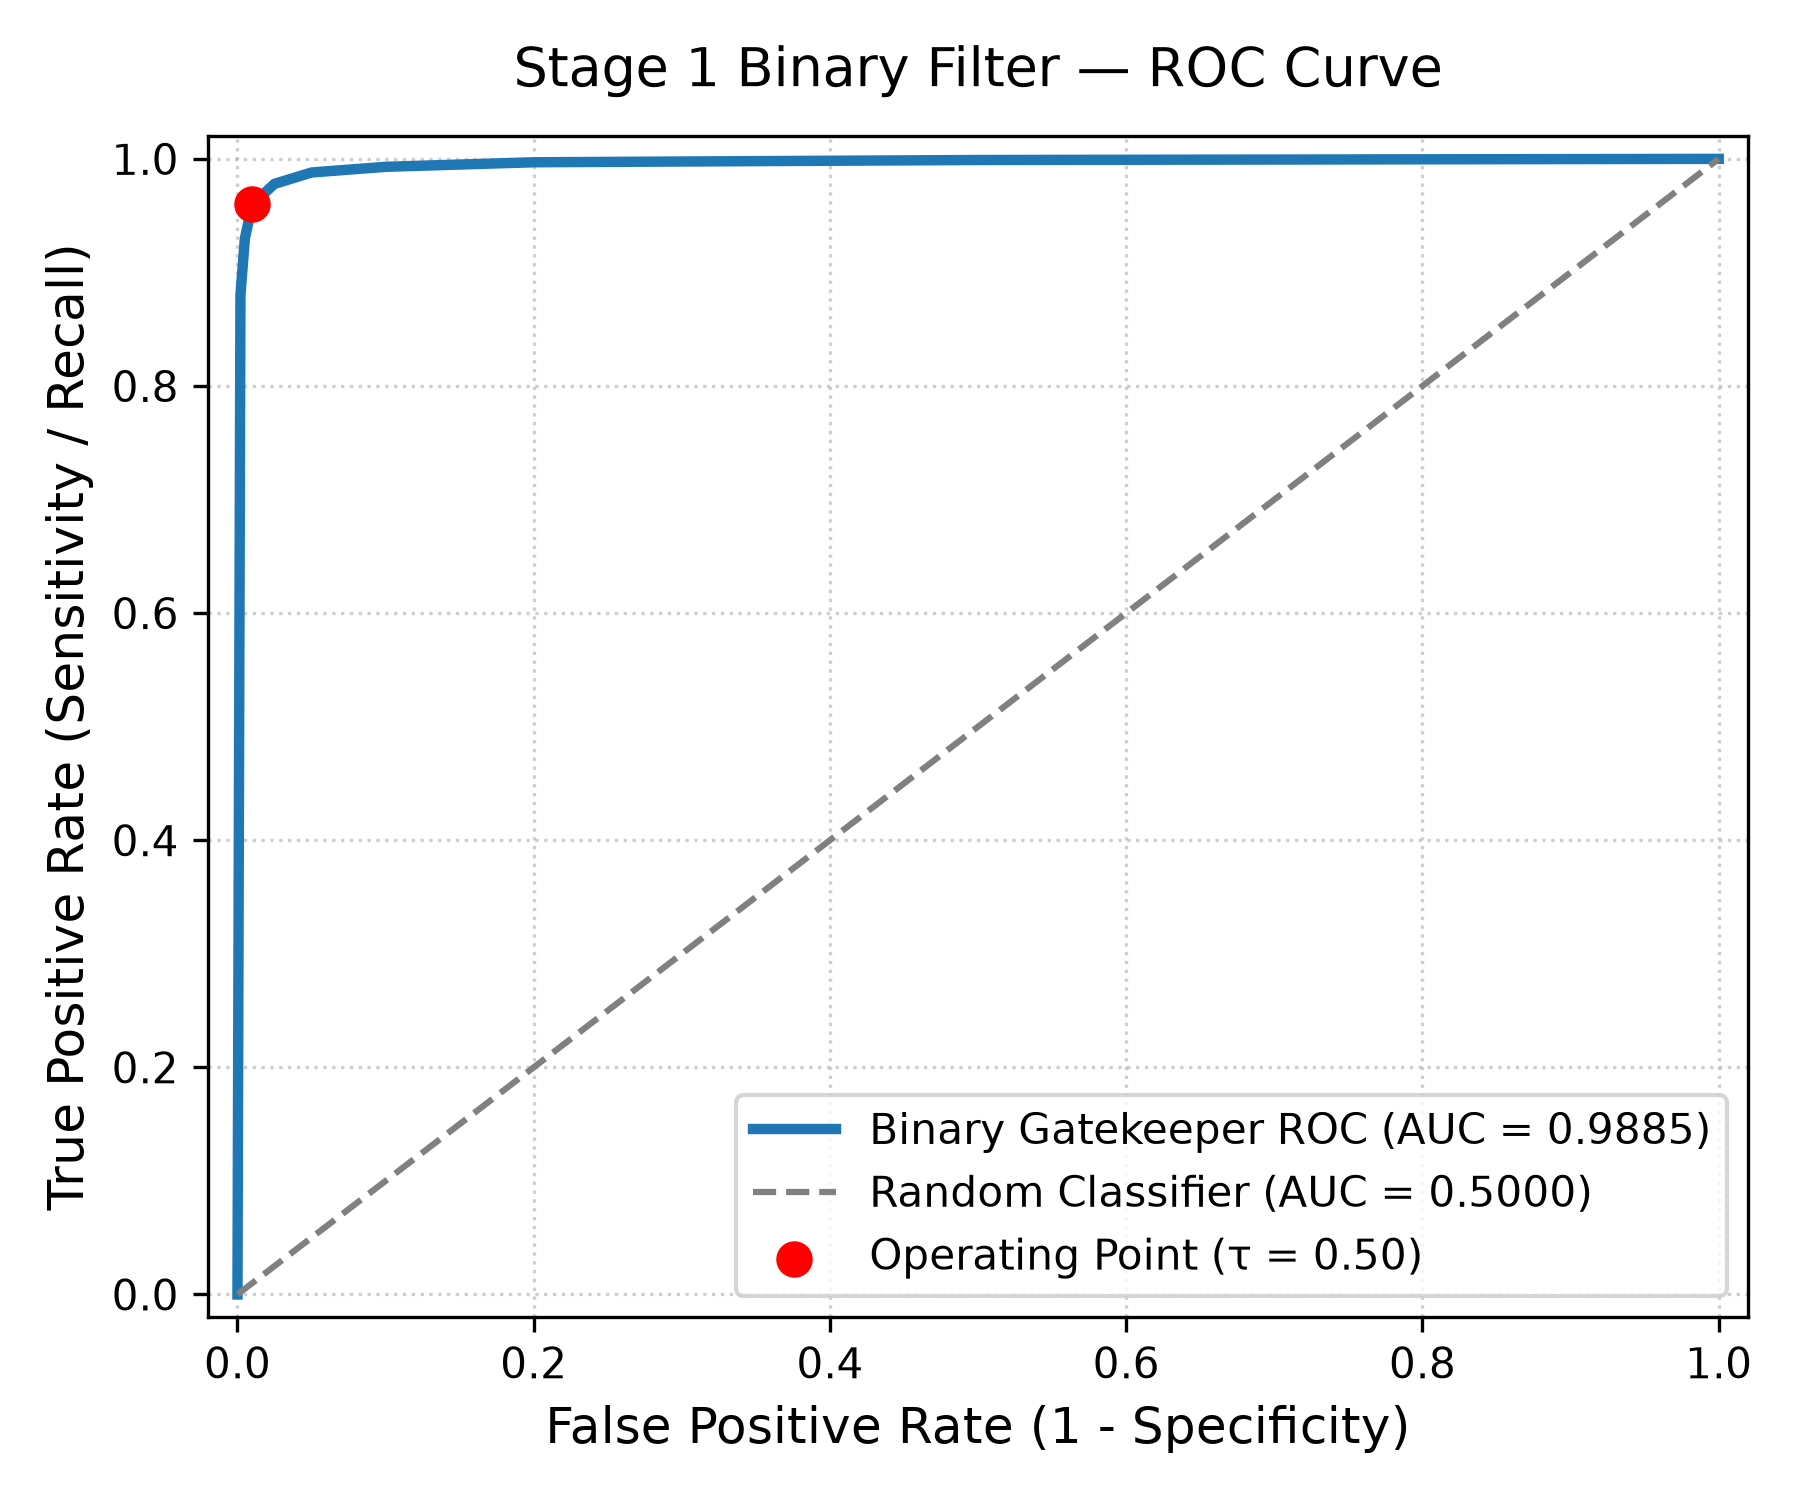 Stage 1 Binary Filter — ROC Curve
True Positive Rate (Sensitivity / Recall)
1.0
0.8
0.6
0.4
0.2
0.0
Binary Gatekeeper ROC (AUC = 0.9885)
Random Classifier (AUC = 0.5000)
Operating Point (τ = 0.50)
0.0 0.2 0.4 0.6 0.8 1.0
False Positive Rate (1 - Specificity)